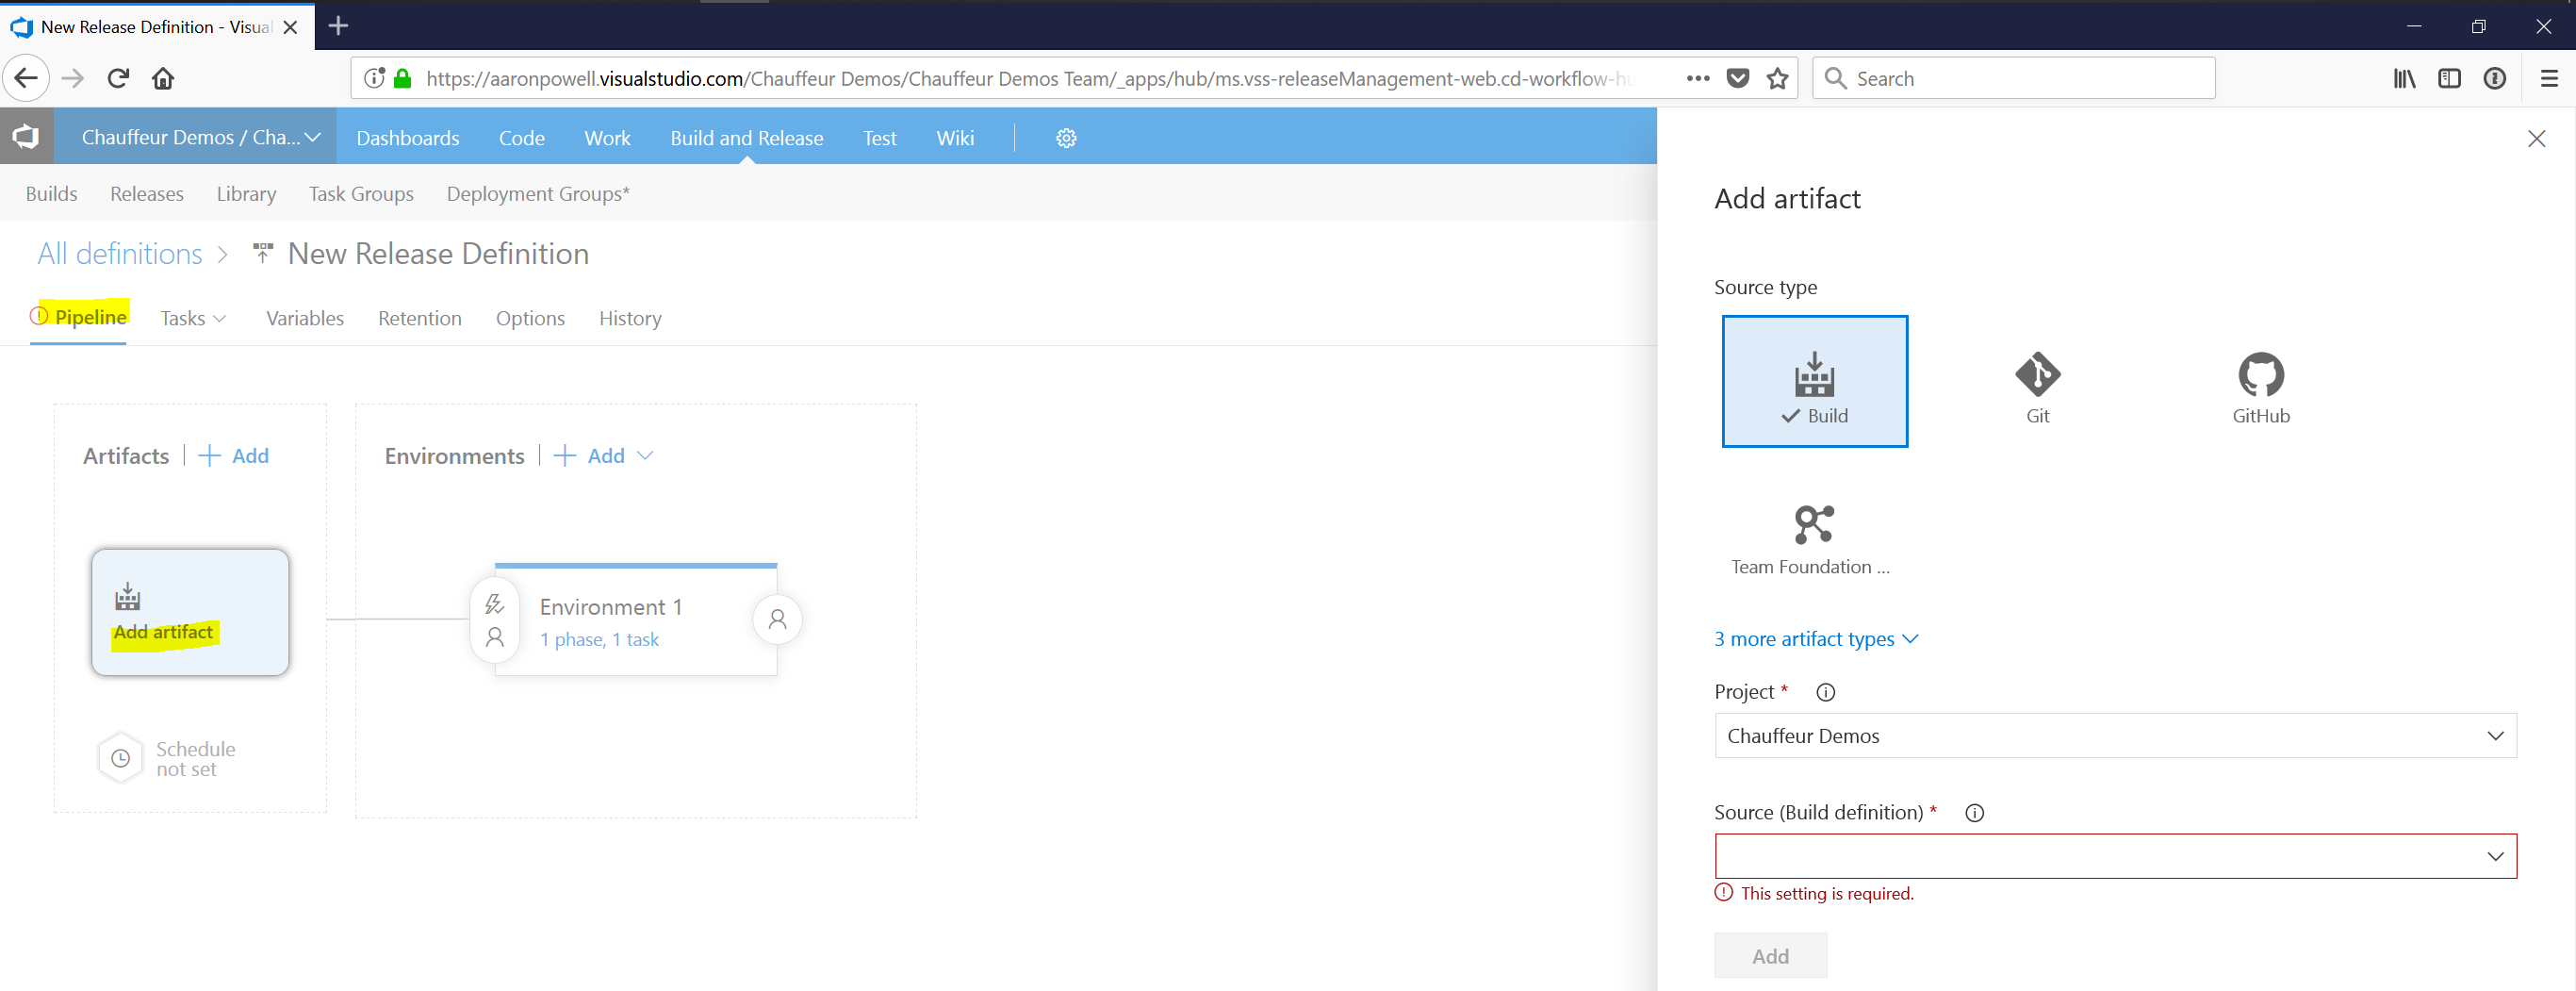 New Release Definition - Visual
https://aaronpowell.visualstudio.com/Chauffeur Demos/Chauffeur Demos Team/_apps/hub/ms.vss-releaseManagement-web.cd-workflow-hu
Search
Chauffeur Demos / Cha...
Dashboards
Code
Work
Build and Release
Test
Wiki
Builds
Releases
Library
Task Groups
Deployment Groups*
All definitions > New Release Definition
Pipeline
Tasks
Variables
Retention
Options
History
Artifacts | + Add
Environments | + Add
Add artifact
Environment 1
1 phase, 1 task
Schedule
not set
Add artifact
Source type
Build
Git
GitHub
Team Foundation ...
3 more artifact types
Project *
Chauffeur Demos
Source (Build definition) *
This setting is required.
Add